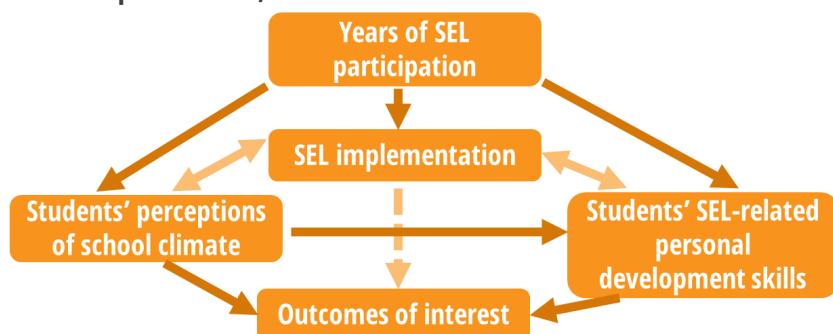 Years of SEL
participation
SEL implementation
Students’ perceptions
of school climate
Students’ SEL-related
personal
development skills
Outcomes of interest